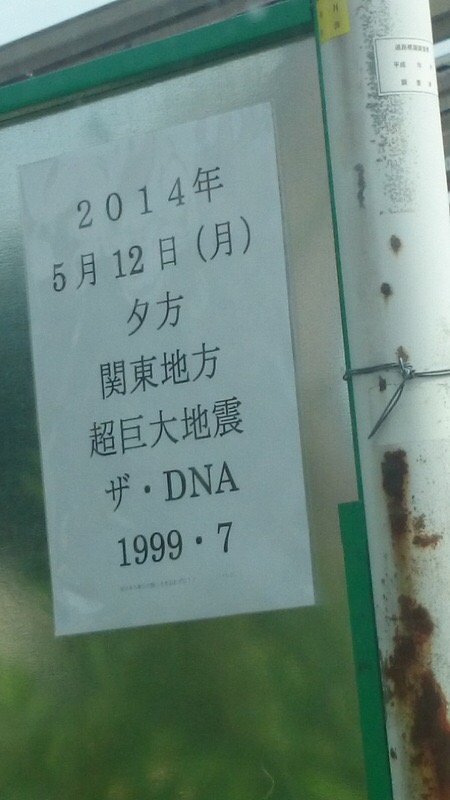 ２０１４年
５月12日（月）
夕方
関東地方
超巨大地震
ザ・DNA
1999・7